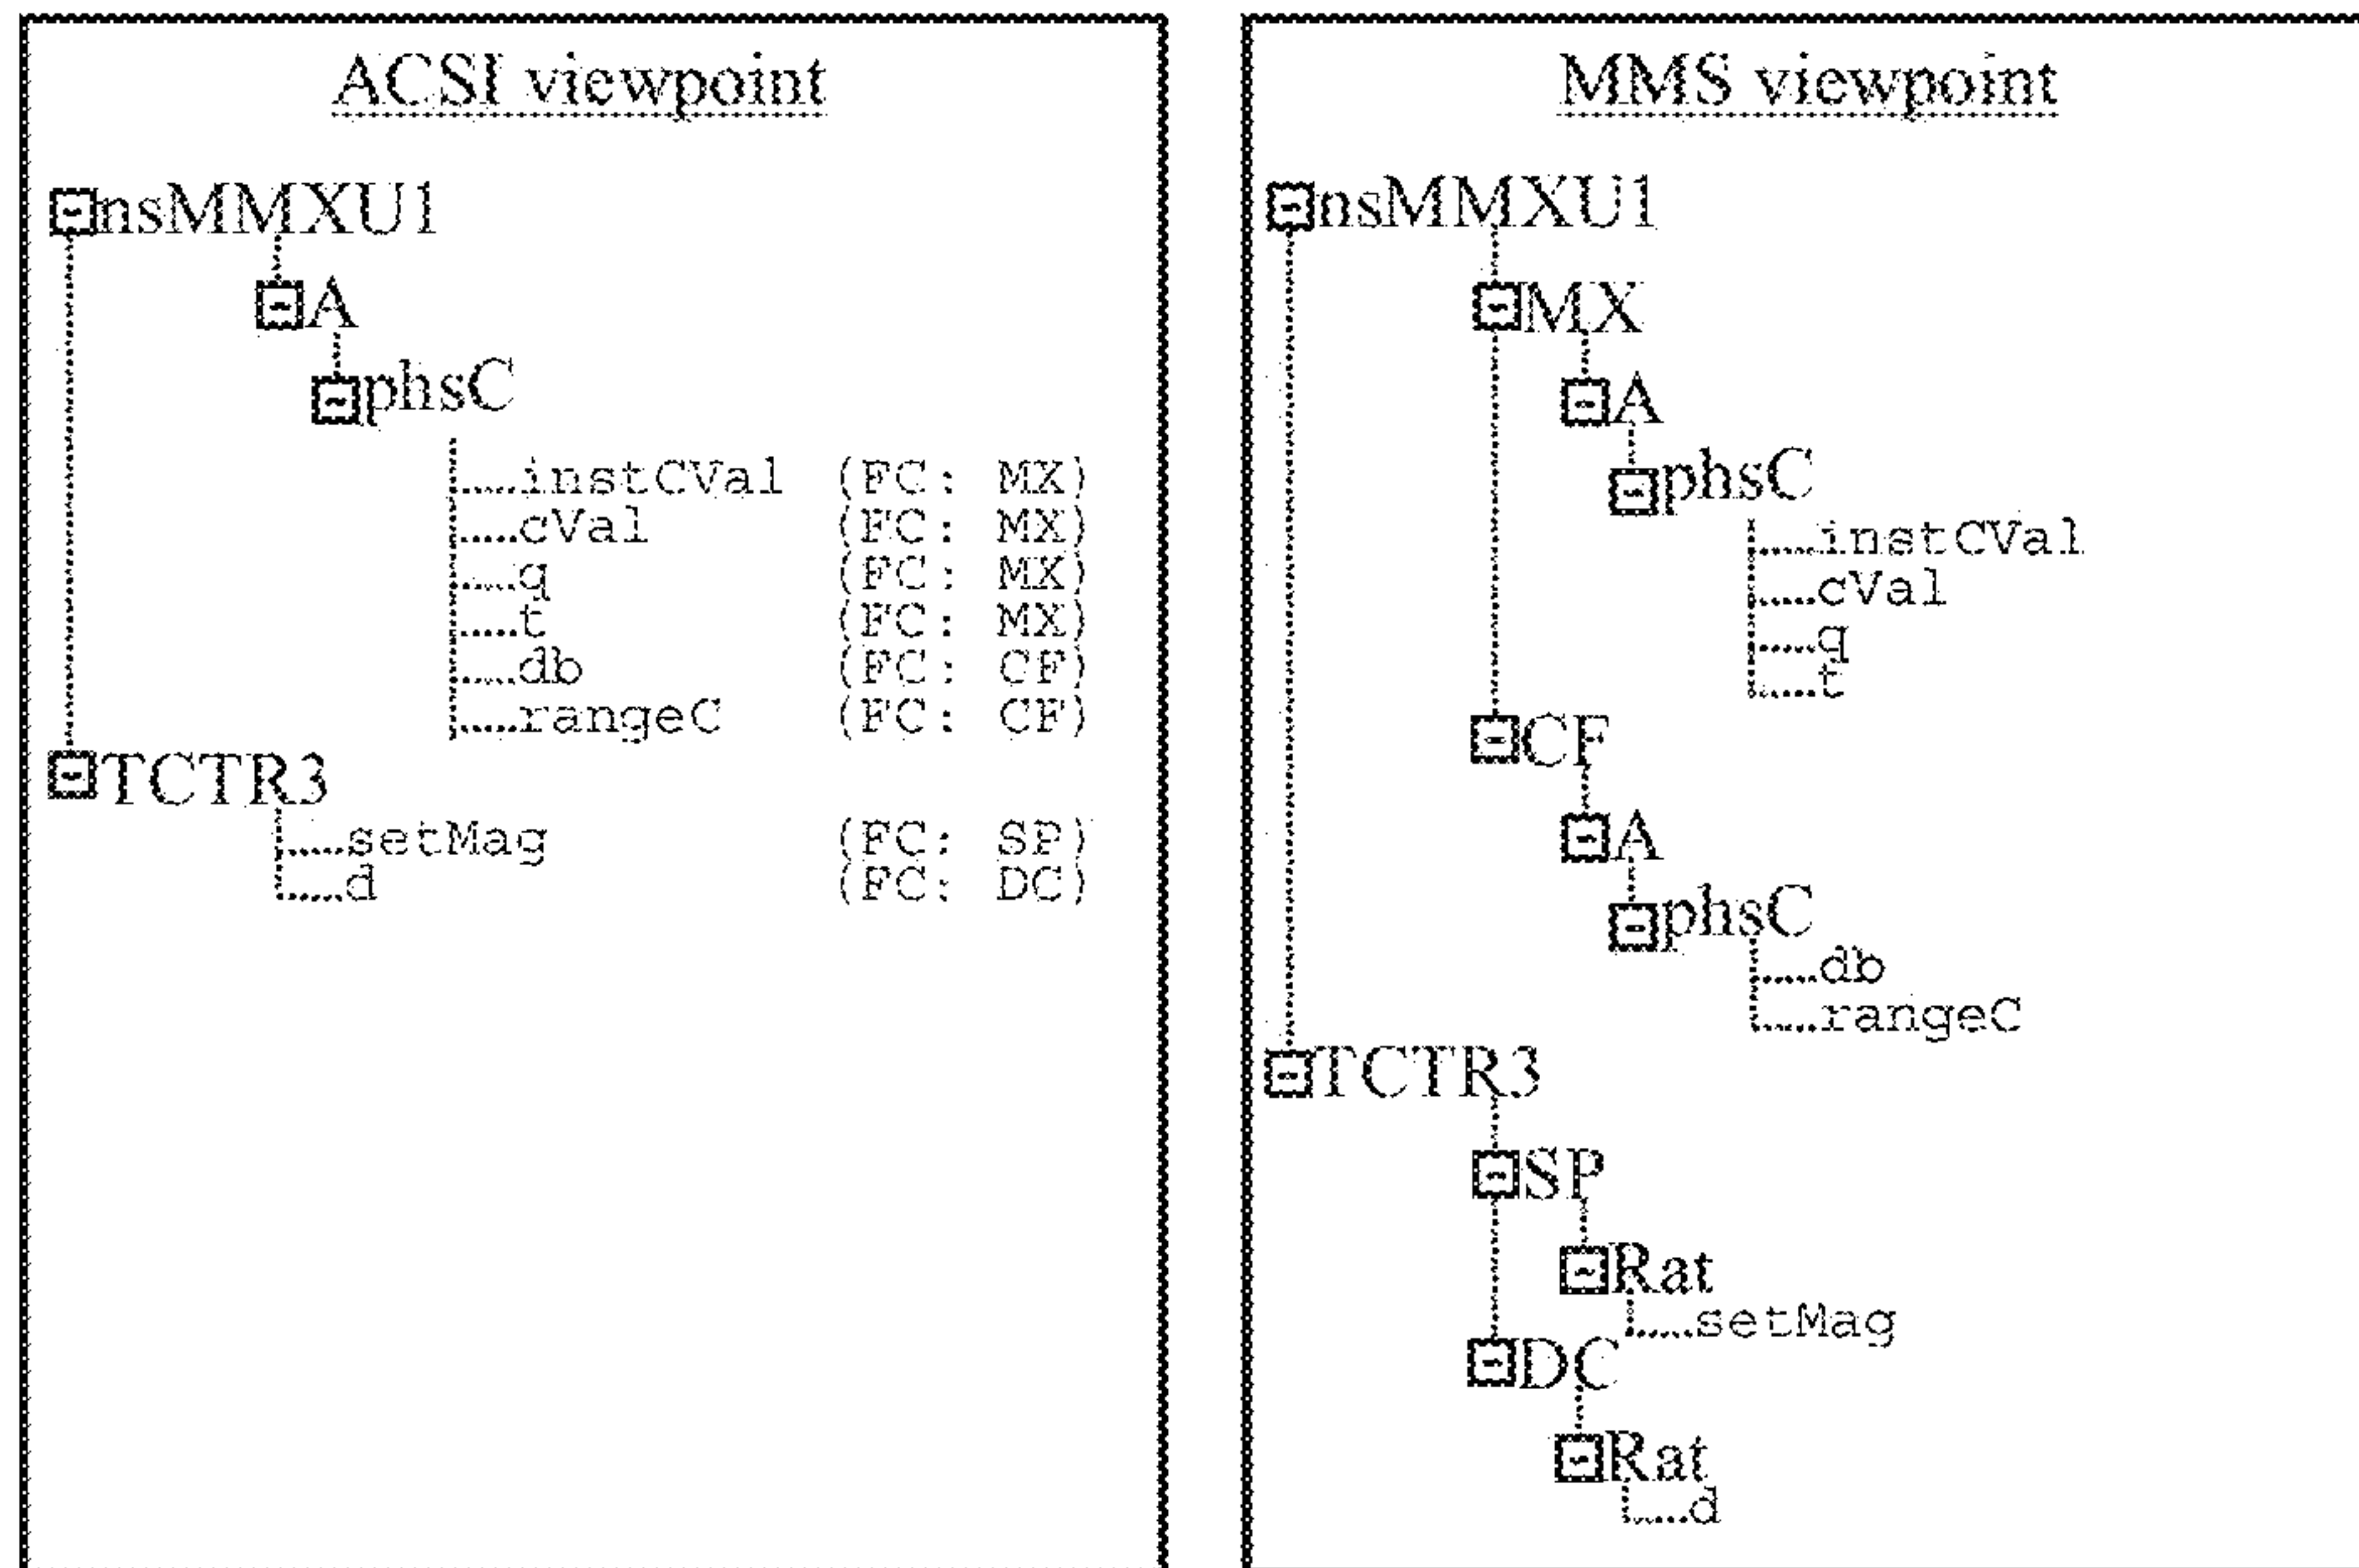 ACSI viewpoint
nsMMXU1
A
phsC
instCVal (FC: MX)
cVal (FC: MX)
q (FC: MX)
t (FC: MX)
db (FC: CF)
rangeC (FC: CF)
TCTR3
setMag (FC: SP)
d (FC: DC)
MMS viewpoint
nsMMXU1
MX
A
phsC
instCVal
cVal
q
t
CF
A
phsC
db
rangeC
TCTR3
SP
Rat
setMag
DC
Rat
d